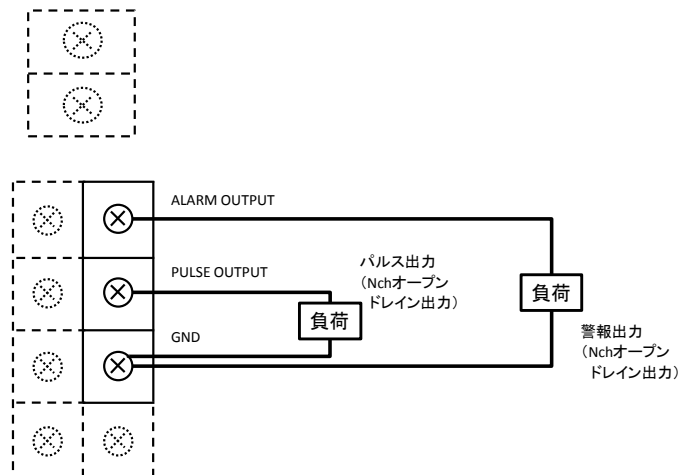 ALARM OUTPUT
PULSE OUTPUT
パルス出力
（Nchオープン
ドレイン出力）
負荷
負荷
GND
警報出力
（Nchオープン
ドレイン出力）